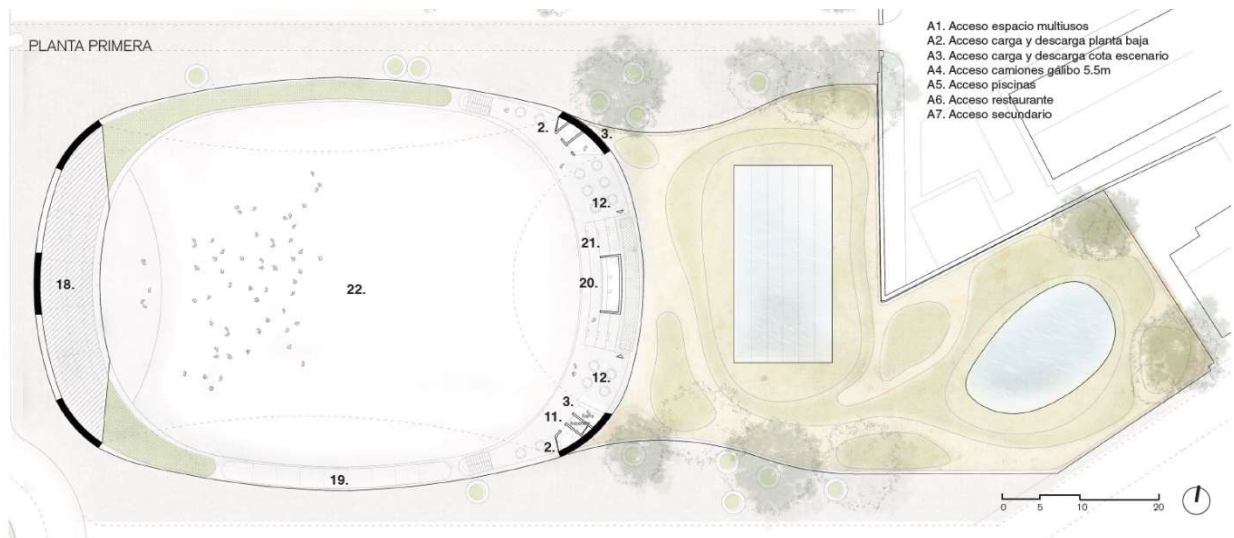 PLANTA PRIMERA
A1. Acceso espacio multiusos
A2. Acceso carga y descarga planta baja
A3. Acceso carga y descarga cota escenario
A4. Acceso camiones gálibo 5.5m
A5. Acceso piscinas
A6. Acceso restaurante
A7. Acceso secundario
2.
3.
12.
21.
18.
20.
22.
12.
3.
11.
2.
19.
0 5 10 20